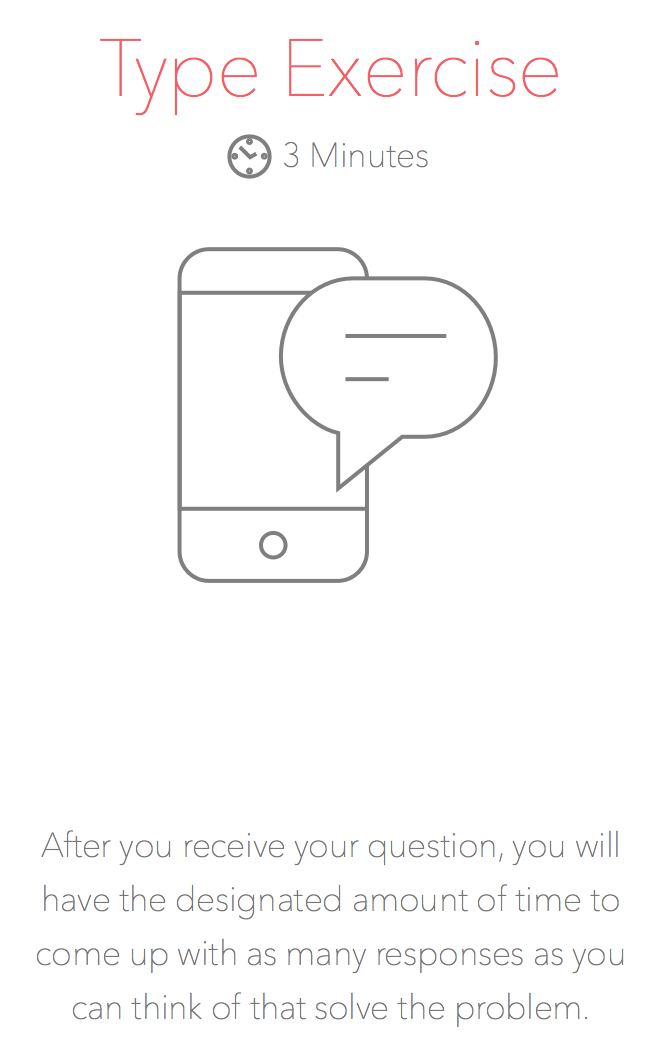 Type Exercise
3 Minutes
After you receive your question, you will
have the designated amount of time to
come up with as many responses as you
can think of that solve the problem.